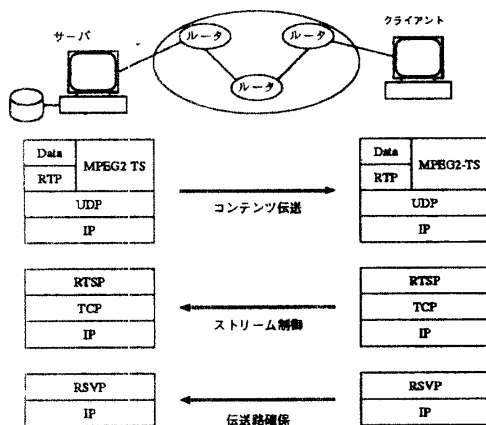 サーバ
ルータ
ルータ
クライアント
ルータ
Data
MPEG2 TS
RTP
UDP
IP
コンテンツ伝送
Data
MPEG2-TS
RTP
UDP
IP
RTSP
TCP
IP
ストリーム制御
RTSP
TCP
IP
RSVP
IP
伝送路確保
RSVP
IP